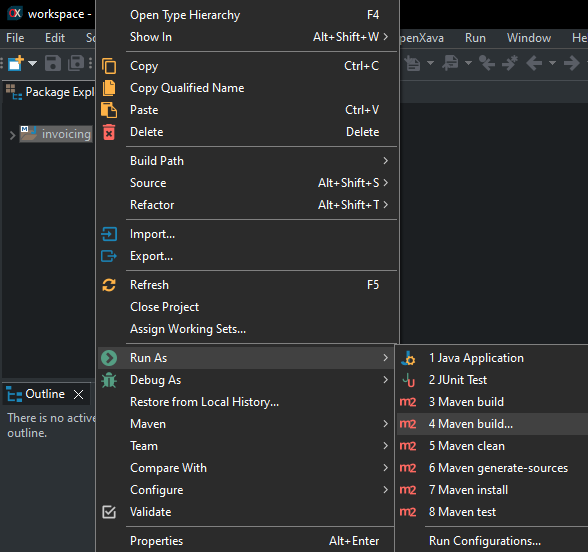 workspace -
File Edit
penXava Run Window Help
Package Expl
invoicing
Open Type Hierarchy F4
Show In Alt+Shift+W >
Copy Ctrl+C
Copy Qualified Name
Paste Ctrl+V
Delete Delete
Build Path >
Source Alt+Shift+S >
Refactor Alt+Shift+T >
Import...
Export...
Refresh F5
Close Project
Assign Working Sets...
Run As >
Debug As >
Restore from Local History...
Maven >
Team >
Compare With >
Configure >
Validate
Properties Alt+Enter
1 Java Application
2 JUnit Test
3 Maven build
4 Maven build...
5 Maven clean
6 Maven generate-sources
7 Maven install
8 Maven test
Run Configurations...
Outline
There is no active
outline.